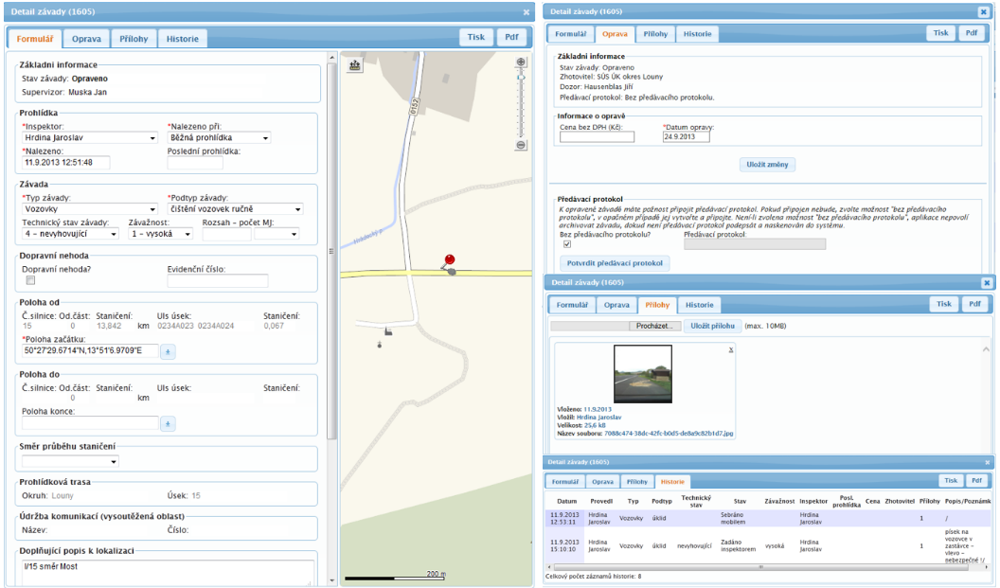 Detail závady (1605)
Formulář Oprava Přílohy Historie Tisk Pdf
Základni informace
Stav závady: Opraveno
Supervizor: Muska Jan
Prohlídka
*Inspektor: *Nalezeno při:
Hrdina Jaroslav Běžná prohlídka
*Nalezeno: Poslední prohlídka:
11.9.2013 12:51:48
Závada
*Typ závady: *Podtyp závady:
Vozovky čištění vozovek ručně
Technický stav závady: Závažnost: Rozsah - počet MJ:
4 - nevyhovující 1 - vysoká
Dopravní nehoda
Dopravní nehoda? Evidenční číslo:
Poloha od
Č.silnice: Od.část: Staničení: Uls úsek: Staničení:
15 0 13,842 km 0234A023 0234A024 0,067
*Poloha začátku:
50°27'29.6714"N,13°51'6.9709"E
Poloha do
Č.silnice: Od.část: Staničení: Uls úsek: Staničení:
0 km
Poloha konce:
Směr průběhu staničení
Prohlídková trasa
Okruh: Louny Úsek: 15
Údržba komunikací (vysoutěžená oblast)
Název: Číslo:
Doplňující popis k lokalizaci
I/15 směr Most
0152
200 m
Detail závady (1605)
Formulář Oprava Přílohy Historie Tisk Pdf
Základni informace
Stav závady: Opraveno
Zhotovitel: SÚS ÚK okres Louny
Dozor: Hausenblas Jiří
Předávací protokol: Bez předávacího protokolu.
Informace o opravě
Cena bez DPH (Kč): *Datum opravy:
24.9.2013
Uložit změny
Předávací protokol
K opravené závadě máte požnost připojit předávací protokol. Pokud připojen nebude, zvolte možnost "bez předávacího
protokolu", v opačném případě jej vytvořte a připojte. Není-li zvolena možnost "bez předávacího protokolu", aplikace nepovolí
archivovat závadu, dokud není předávací protokol podepsát a naskenován do systému.
Bez předávacího protokolu? Předávací protokol:
Potvrdit předávací protokol
Detail závady (1605)
Formulář Oprava Přílohy Historie Tisk Pdf
Procházet... Uložit přílohu (max. 10MB)
x
Vloženo: 11.9.2013
Vložil: Hrdina Jaroslav
Velikost: 25,6 kB
Název souboru: 7088c474-38dc-42fc-b0d5-de8a9c82b1d7.jpg
Detail závady (1605)
Formulář Oprava Přílohy Historie Tisk Pdf
Datum Provedl Typ Podtyp Technický stav Stav Závažnost Inspektor Posl. prohlídka Cena Zhotovitel Přílohy Popis/Poznámk
11.9.2013 12:53:11 Hrdina Jaroslav Vozovky úklid Sebráno mobilem Hrdina Jaroslav 1 /
11.9.2013 15:10:10 Hrdina Jaroslav Vozovky úklid nevyhovující Zadáno inspektorem vysoká Hrdina Jaroslav 1 písek na vozovce v zastávce - vlevo - nebezpečné !/
Celkový počet záznamů historie: 8